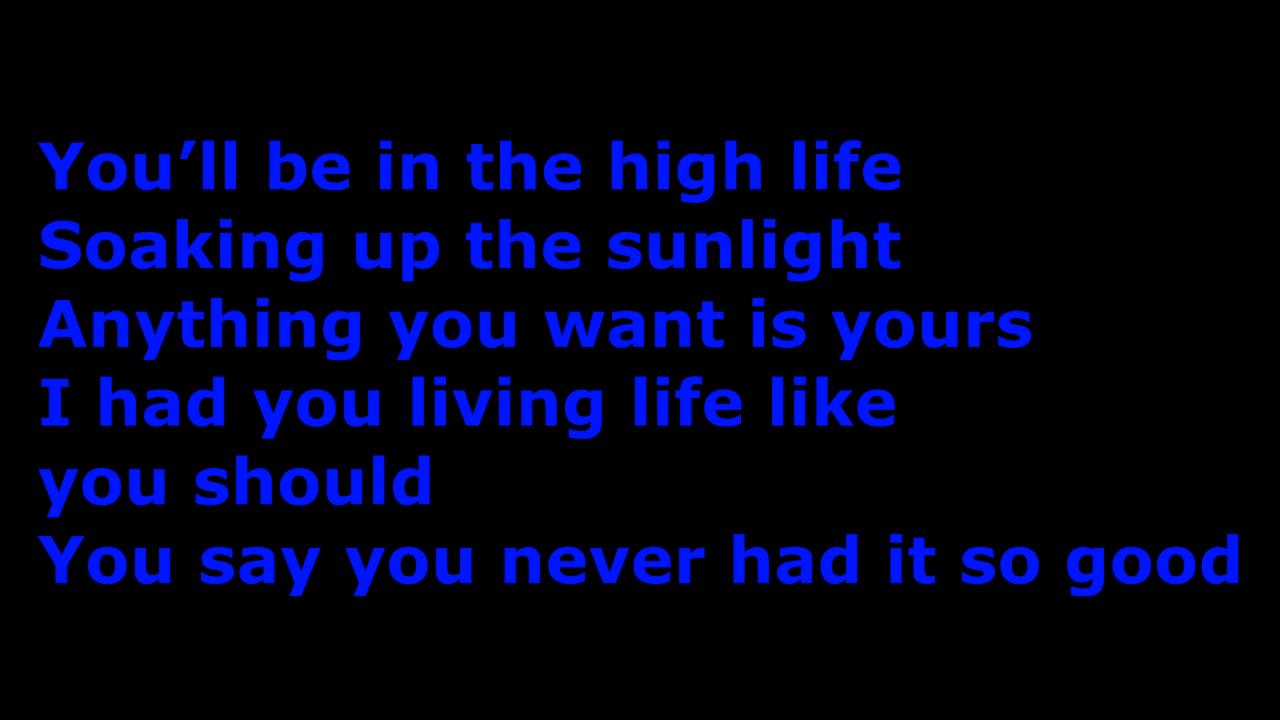 You’ll be in the high life
Soaking up the sunlight
Anything you want is yours
I had you living life like
you should
You say you never had it so good